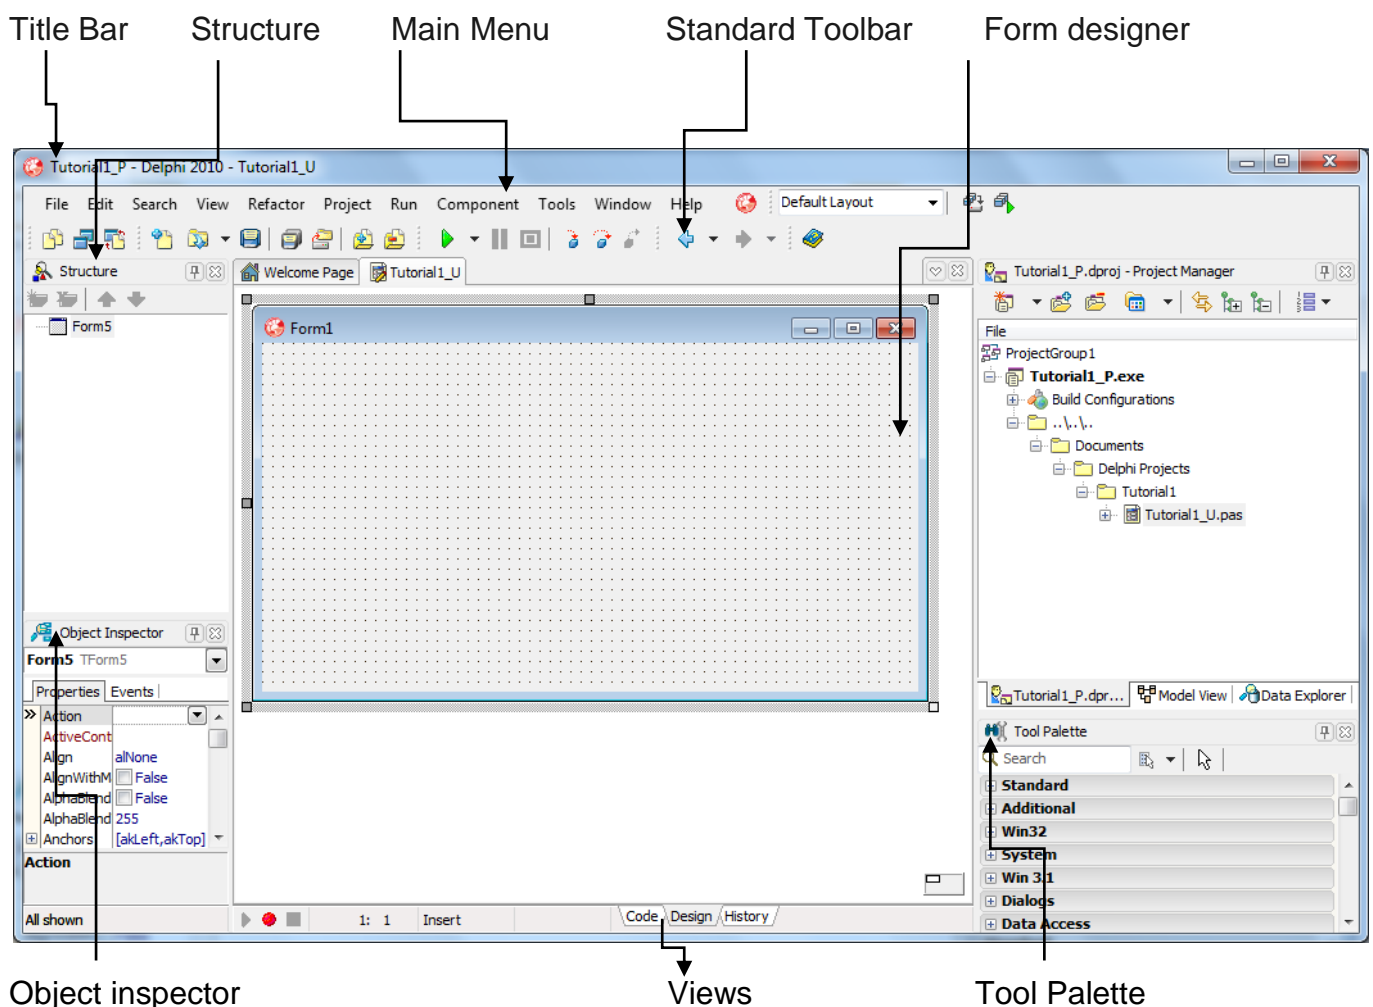 Title Bar Structure Main Menu Standard Toolbar Form designer
Tutorial1_P - Delphi 2010 - Tutorial1_U
File Edit Search View Refactor Project Run Component Tools Window Help Default Layout
Structure
Welcome Page Tutorial1_U
Tutorial1_P.dproj - Project Manager
Form5
Form1
File
ProjectGroup1
Tutorial1_P.exe
Build Configurations
..\..\..
Documents
Delphi Projects
Tutorial1
Tutorial1_U.pas
Object Inspector
Form5 TForm5
Properties Events
Action
ActiveCont
Align alNone
AlignWithM False
AlphaBlend False
AlphaBlend 255
Anchors [akLeft,akTop]
Action
All shown
1: 1 Insert
Code Design History
Tutorial1_P.dpr... Model View Data Explorer
Tool Palette
Search
Standard
Additional
Win32
System
Win 3.1
Dialogs
Data Access
Object inspector Views Tool Palette